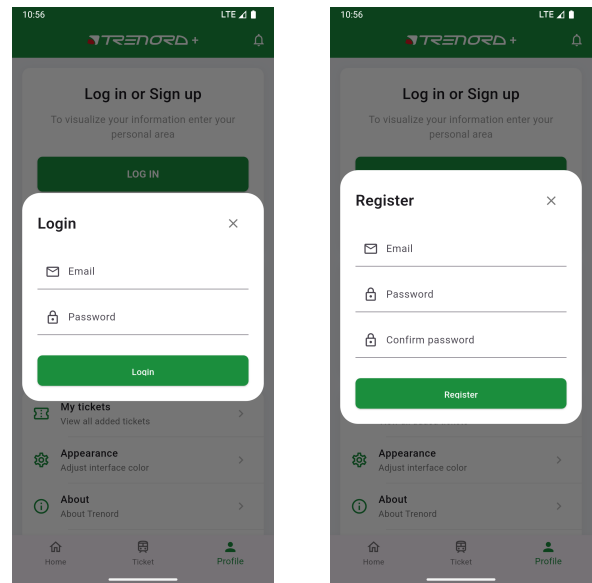 10:56 LTE
TRENORD +
Log in or Sign up
To visualize your information enter your
personal area
LOG IN
Login
Email
Password
Login
My tickets
View all added tickets
Appearance
Adjust interface color
About
About Trenord
Home Ticket Profile
10:56 LTE
TRENORD +
Log in or Sign up
To visualize your information enter your
personal area
Register
Email
Password
Confirm password
Register
Appearance
Adjust interface color
About
About Trenord
Home Ticket Profile